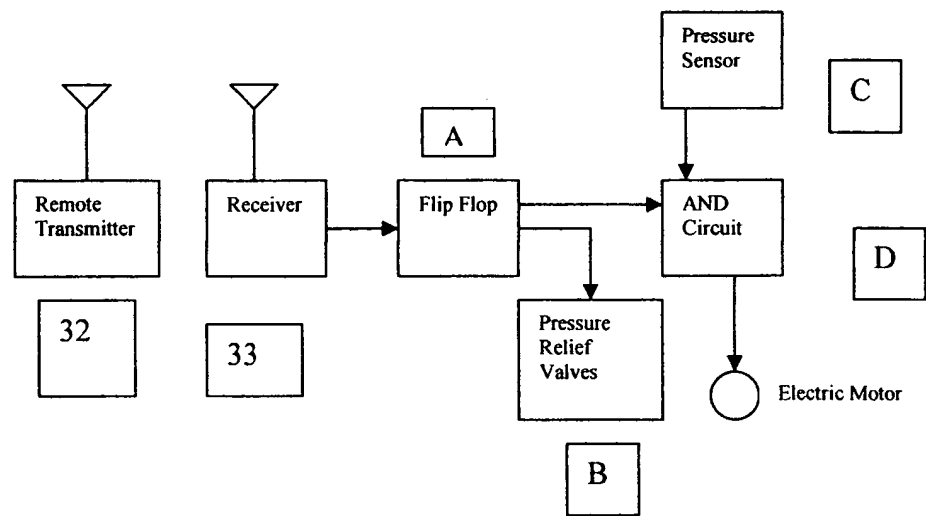 Pressure
Sensor
C
A
Remote
Transmitter
Receiver
Flip Flop
AND
Circuit
D
32
33
Pressure
Relief
Valves
Electric Motor
B